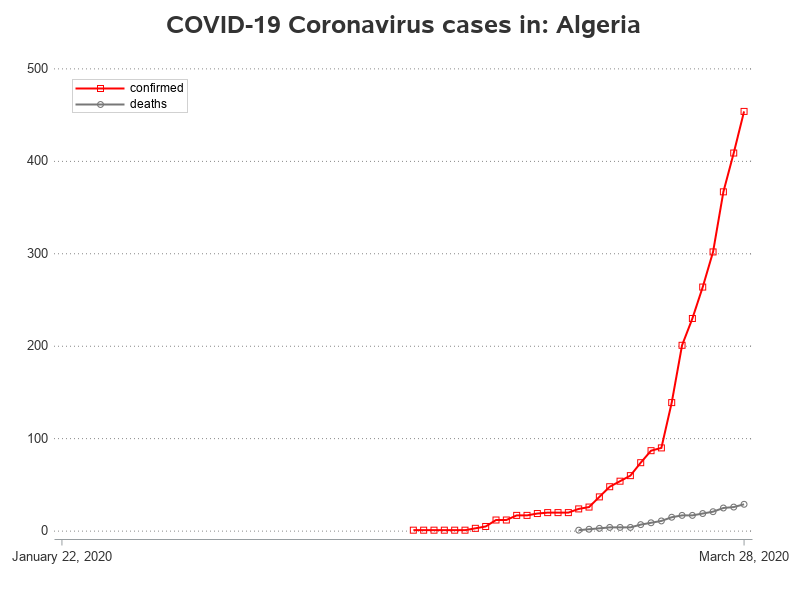 COVID-19 Coronavirus cases in: Algeria
500
confirmed
deaths
400
300
200
100
0
January 22, 2020
March 28, 2020